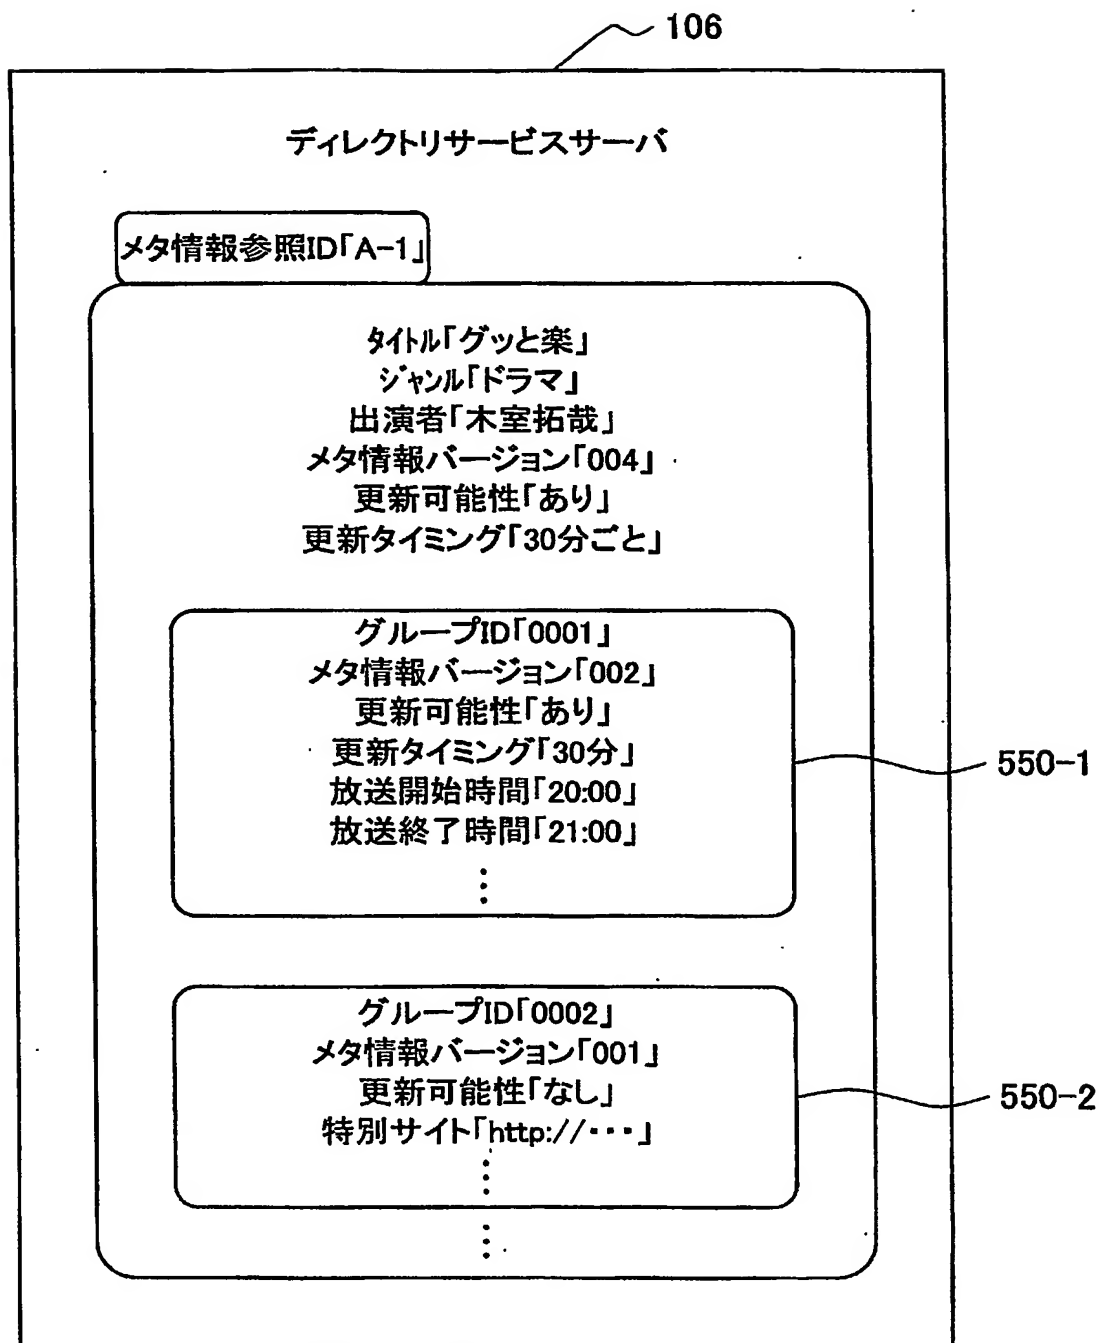 106
ディレクトリサービスサーバ
メタ情報参照ID「A-1」
タイトル「グッと楽」
ジャンル「ドラマ」
出演者「木室拓哉」
メタ情報バージョン「004」
更新可能性「あり」
更新タイミング「30分ごと」
グループID「0001」
メタ情報バージョン「002」
更新可能性「あり」
更新タイミング「30分」
放送開始時間「20:00」
放送終了時間「21:00」
⋮
550-1
グループID「0002」
メタ情報バージョン「001」
更新可能性「なし」
特別サイト「http://・・・」
⋮
550-2
⋮